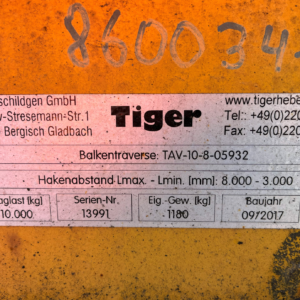 860034
schildgen GmbH
v-Stresemann-Str.1
Bergisch Gladbach
Tiger
www.tigerhebe
Tel.: +49(0)220
Fax: +49(0)220
Balkentraverse: TAV-10-8-05932
Hakenabstand Lmax. - Lmin. [mm]: 8.000 - 3.000
aglast [kg] Serien-Nr. Eig.-Gew. [kg] Baujahr
10.000 13991 1180 09/2017